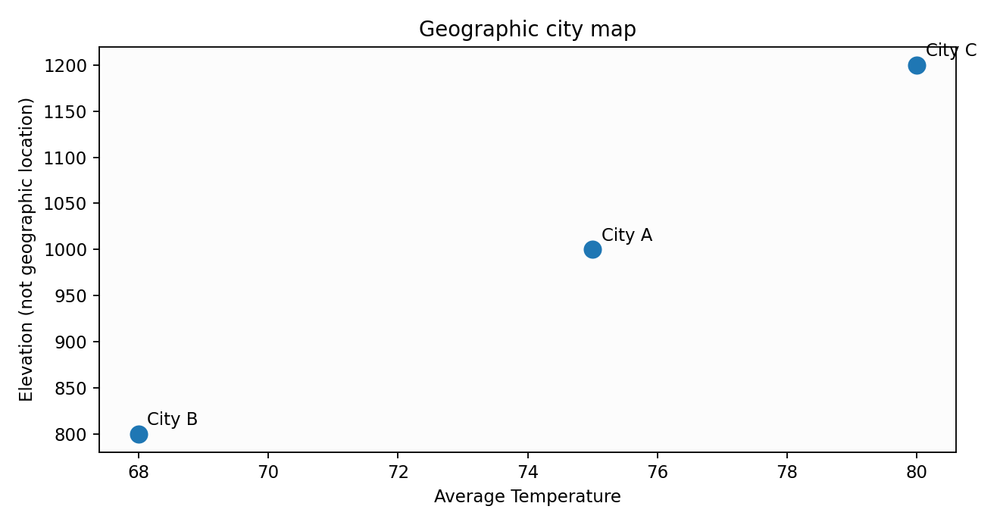 Geographic city map
City C
1200
1150
1100
1050
1000
950
900
850
800
Elevation (not geographic location)
City A
City B
68 70 72 74 76 78 80
Average Temperature